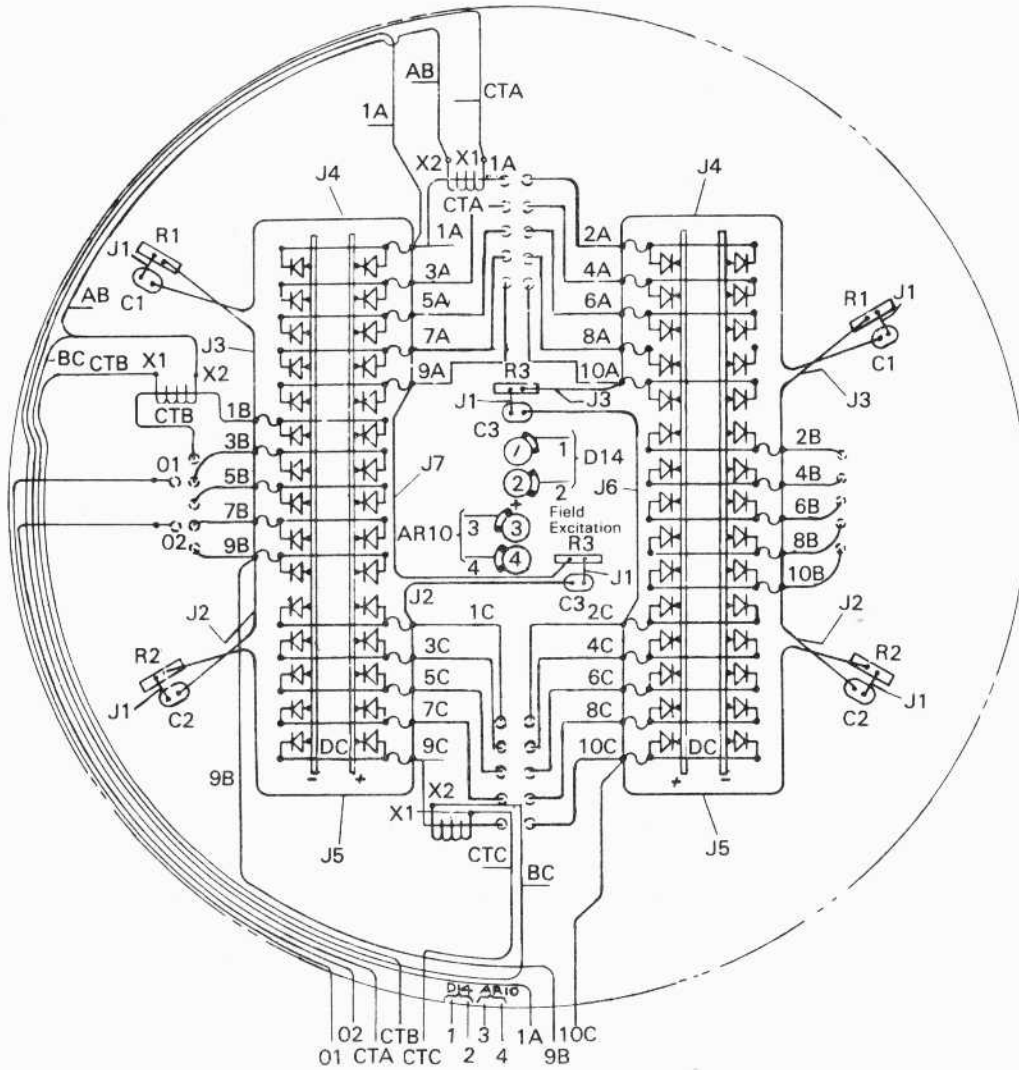 AB
CTA
1A
X2 X1 1A
J4
J4
CTA
R1
J1
1A
2A
C1
3A
4A
AB
5A
6A
R1 J1
7A
8A
C1
BC CTB X1
J3
X2
9A
R3
10A
J1
J3
J3
CTB
1B
C3
3B
1
2B
O1
D14
J7
4B
5B
2
J6
2
+
6B
7B
Field
Excitation
3
3
AR10
8B
O2
9B
R3
4
4
10B
J1
J2
C3
J2
1C
2C
J2
R2
3C
4C
R2
J1
5C
6C
J1
C2
7C
8C
C2
9C
10C
DC
DC
9B
- +
+ -
X2
X1
J5
J5
CTC
BC
D14 AR10
O2 CTB 1 3 1A 10C
O1 CTA CTC 2 4 9B